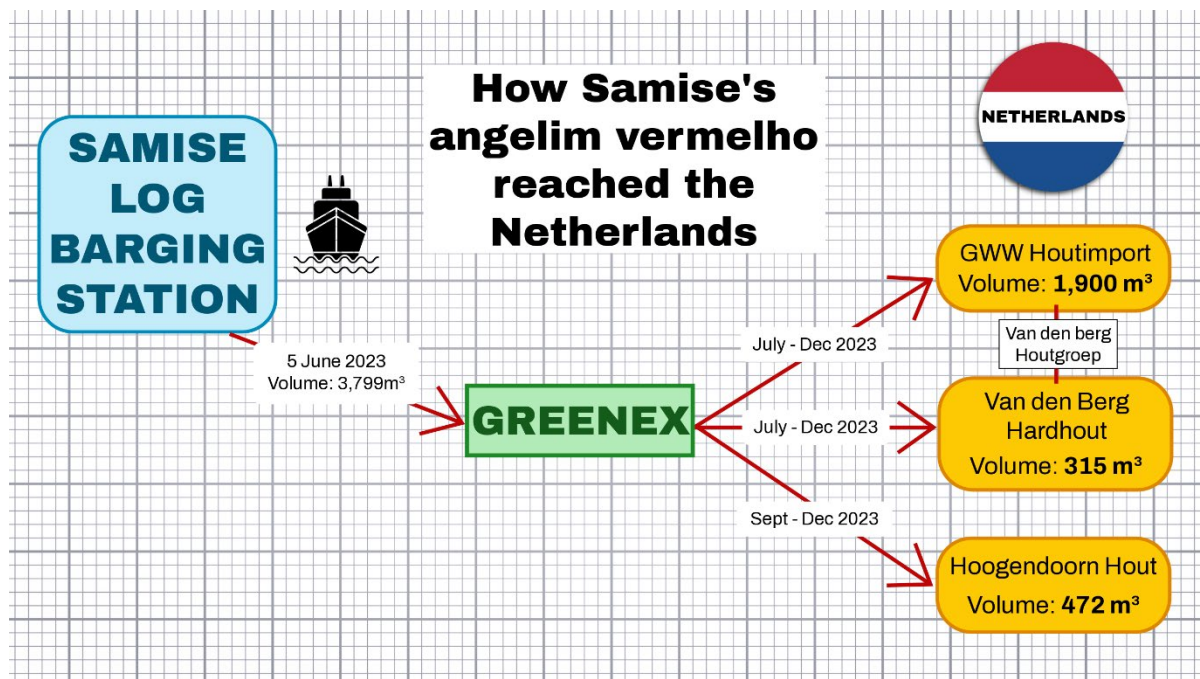 How Samise's
angelim vermelho
reached the
Netherlands
NETHERLANDS
SAMISE
LOG
BARGING
STATION
5 June 2023
Volume: 3,799m³
GREENEX
July - Dec 2023
July - Dec 2023
Sept - Dec 2023
GWW Houtimport
Volume: 1,900 m³
Van den berg
Houtgroep
Van den Berg
Hardhout
Volume: 315 m³
Hoogendoorn Hout
Volume: 472 m³